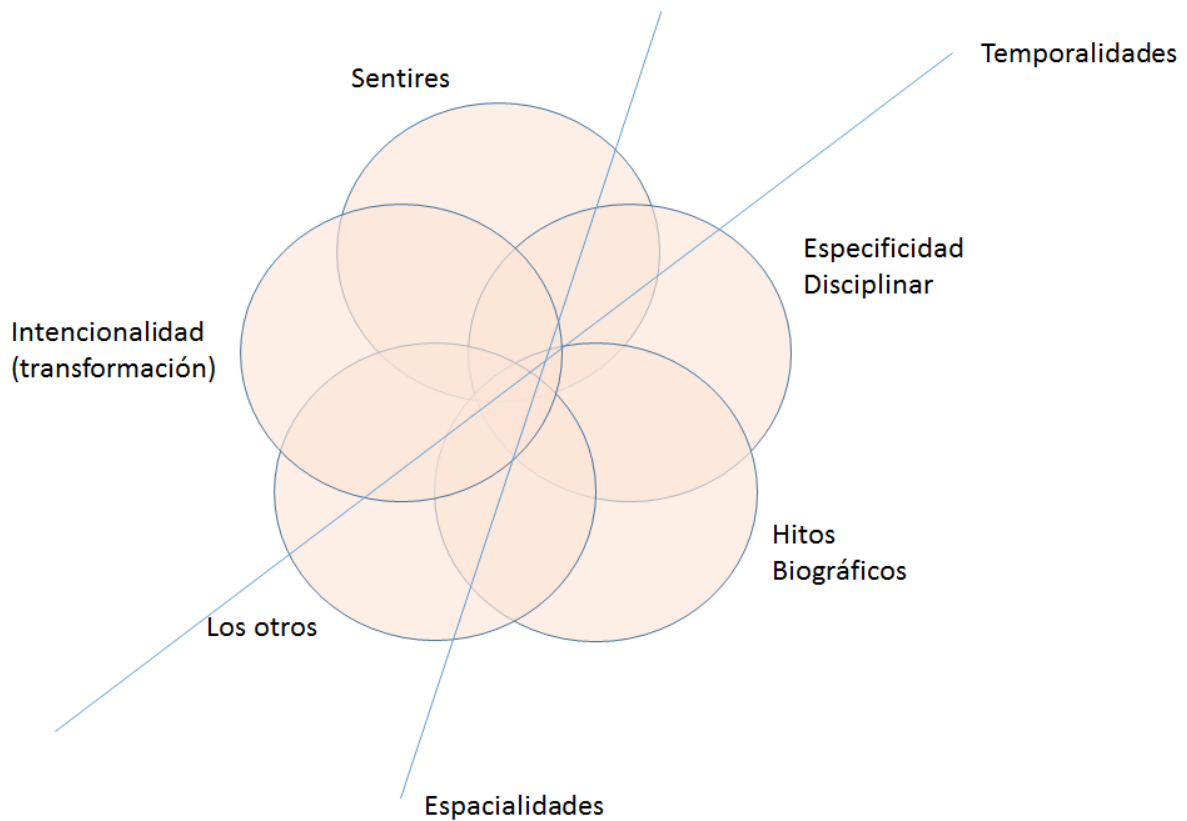 Temporalidades
Sentires
Especificidad
Disciplinar
Intencionalidad
(transformación)
Hitos
Biográficos
Los otros
Espacialidades